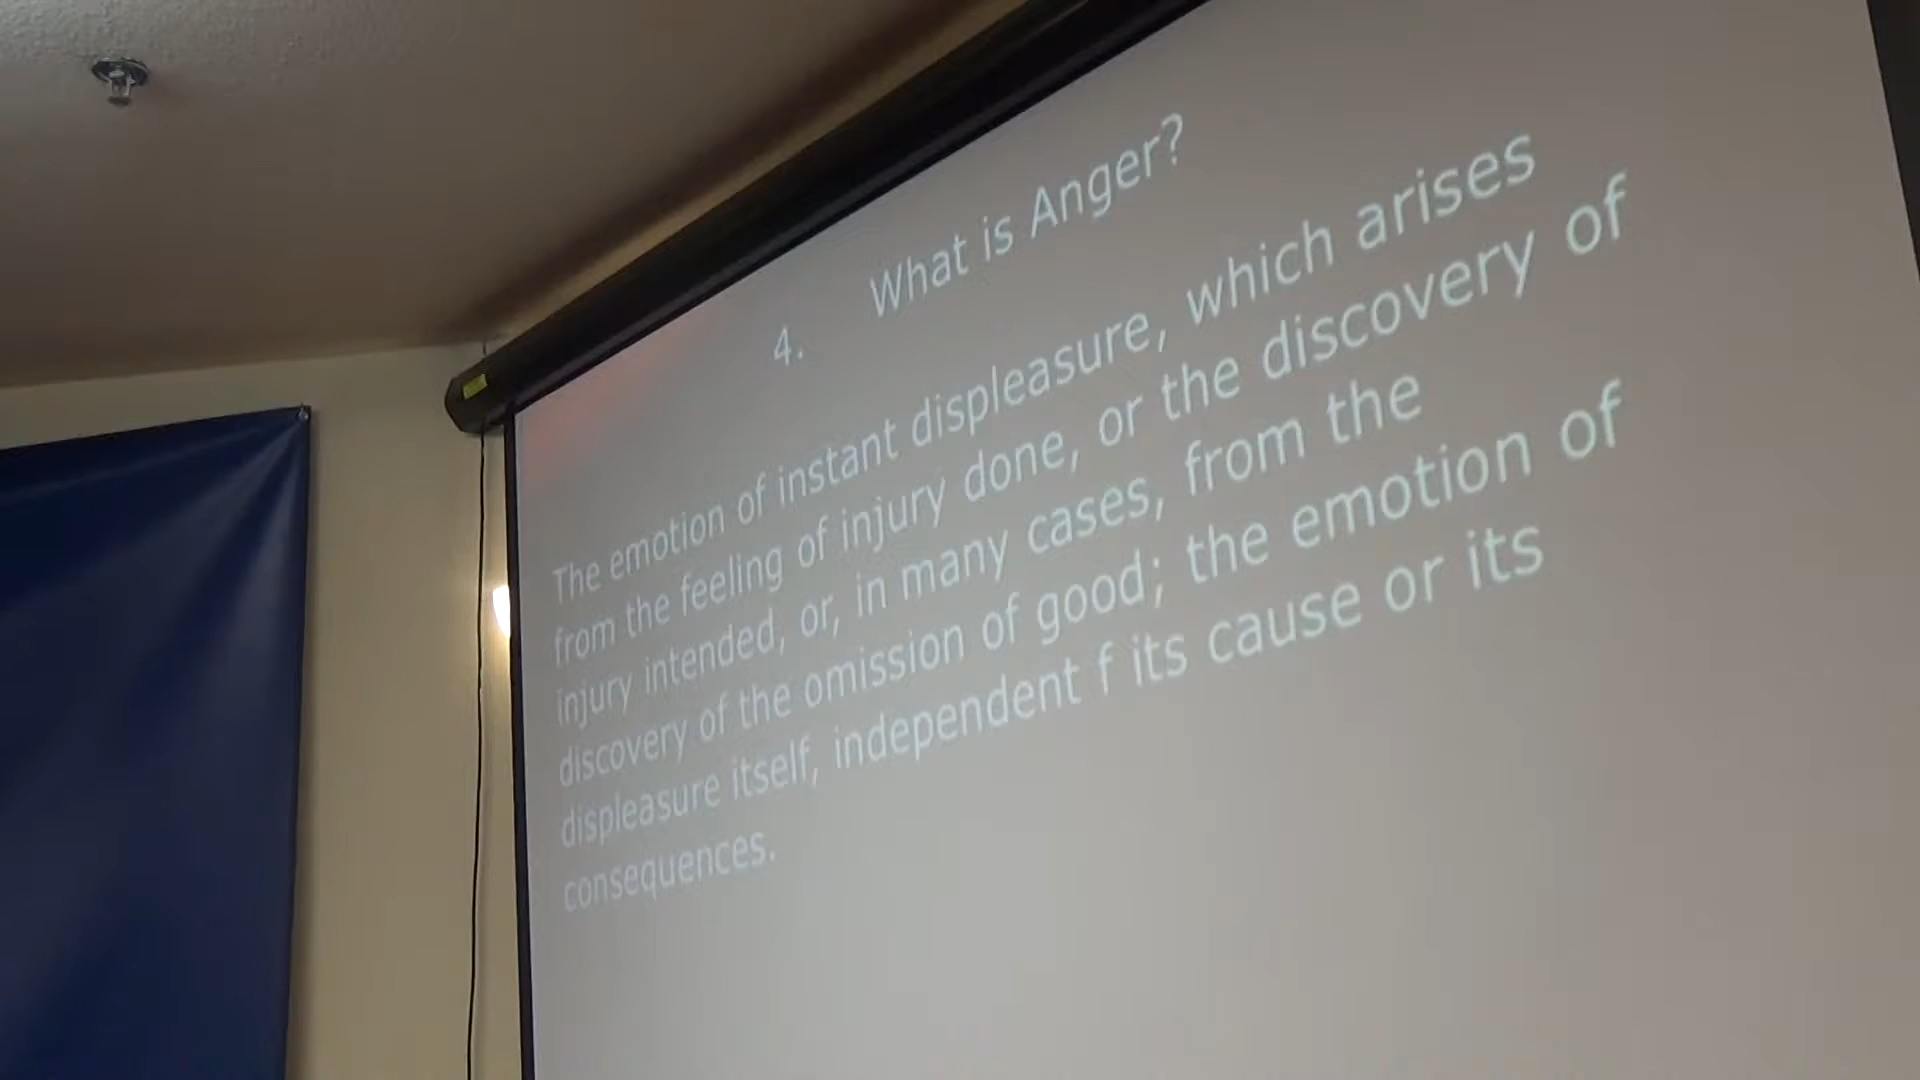 4. What is Anger?
The emotion of instant displeasure, which arises
from the feeling of injury done, or the discovery of
injury intended, or, in many cases, from the
discovery of the omission of good; the emotion of
displeasure itself, independent f its cause or its
consequences.